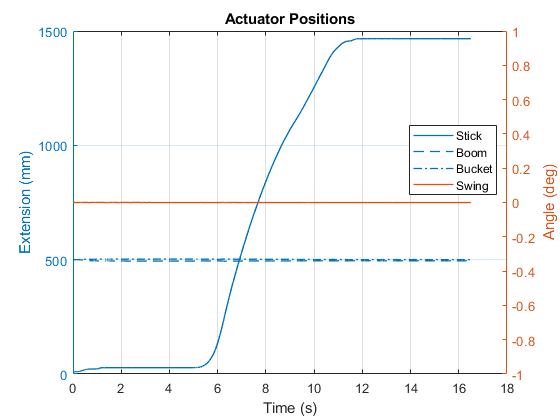 Actuator Positions
1500
1000
500
0
Extension (mm)
1
0.8
0.6
0.4
0.2
0
-0.2
-0.4
-0.6
-0.8
-1
Angle (deg)
Stick
Boom
Bucket
Swing
0 2 4 6 8 10 12 14 16 18
Time (s)